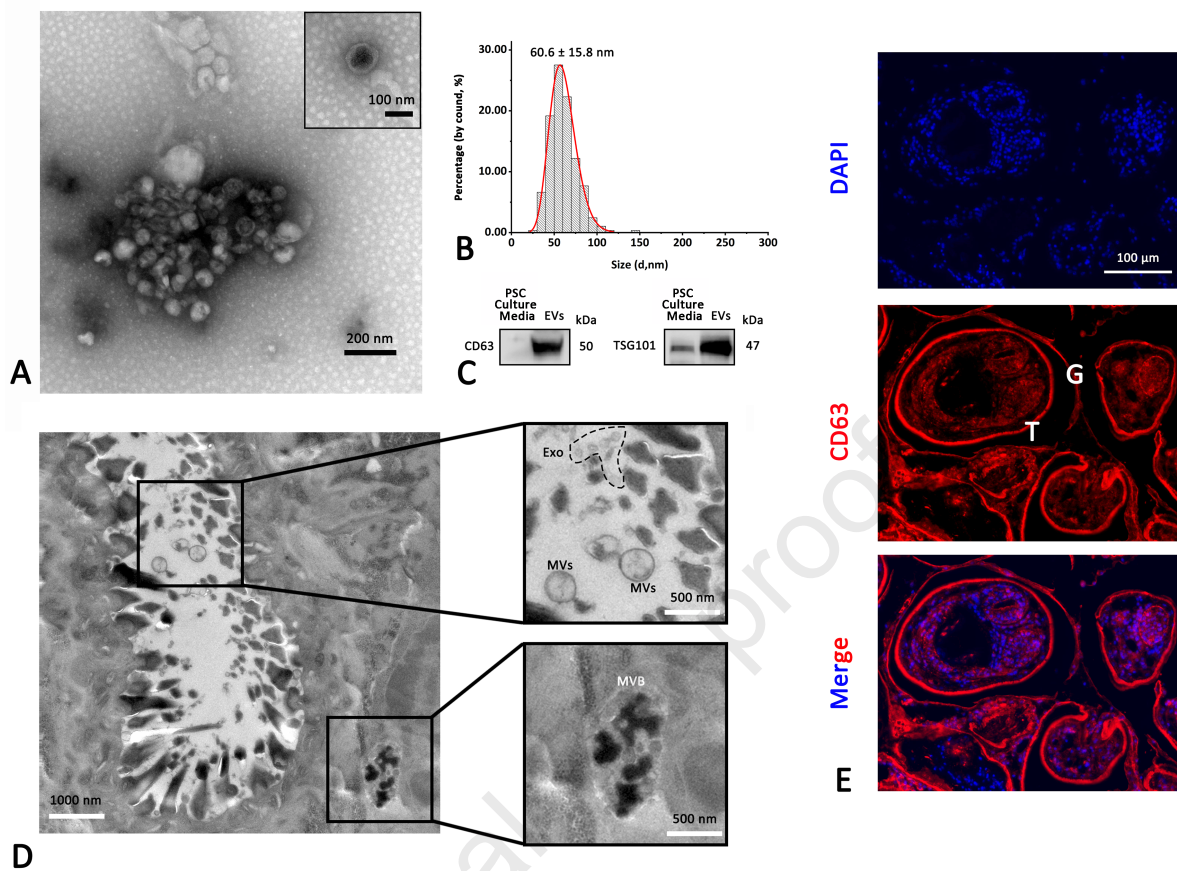 100 nm
200 nm
A
60.6 ± 15.8 nm
30.00
20.00
10.00
0.00
Percentage (by cound, %)
0
50
100
150
200
250
300
Size (d,nm)
B
PSC
Culture
Media
EVs
kDa
CD63
50
PSC
Culture
Media
EVs
kDa
TSG101
47
C
Exo
MVs
MVs
500 nm
MVB
500 nm
1000 nm
D
DAPI
100 µm
CD63
G
T
Merge
E
proof